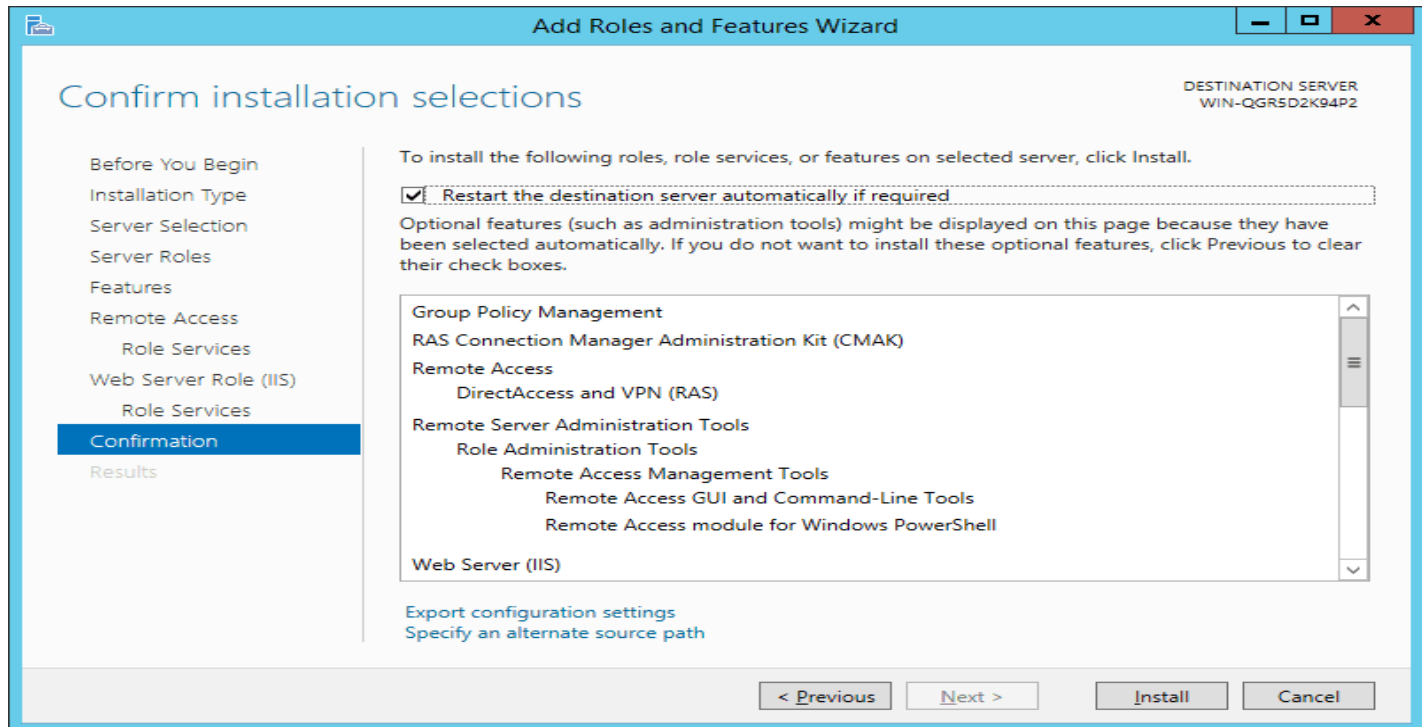 Add Roles and Features Wizard
Confirm installation selections
DESTINATION SERVER
WIN-QGR5D2K94P2
Before You Begin
Installation Type
Server Selection
Server Roles
Features
Remote Access
Role Services
Web Server Role (IIS)
Role Services
Confirmation
Results
To install the following roles, role services, or features on selected server, click Install.
Restart the destination server automatically if required
Optional features (such as administration tools) might be displayed on this page because they have
been selected automatically. If you do not want to install these optional features, click Previous to clear
their check boxes.
Group Policy Management
RAS Connection Manager Administration Kit (CMAK)
Remote Access
DirectAccess and VPN (RAS)
Remote Server Administration Tools
Role Administration Tools
Remote Access Management Tools
Remote Access GUI and Command-Line Tools
Remote Access module for Windows PowerShell
Web Server (IIS)
Export configuration settings
Specify an alternate source path
< Previous Next > Install Cancel